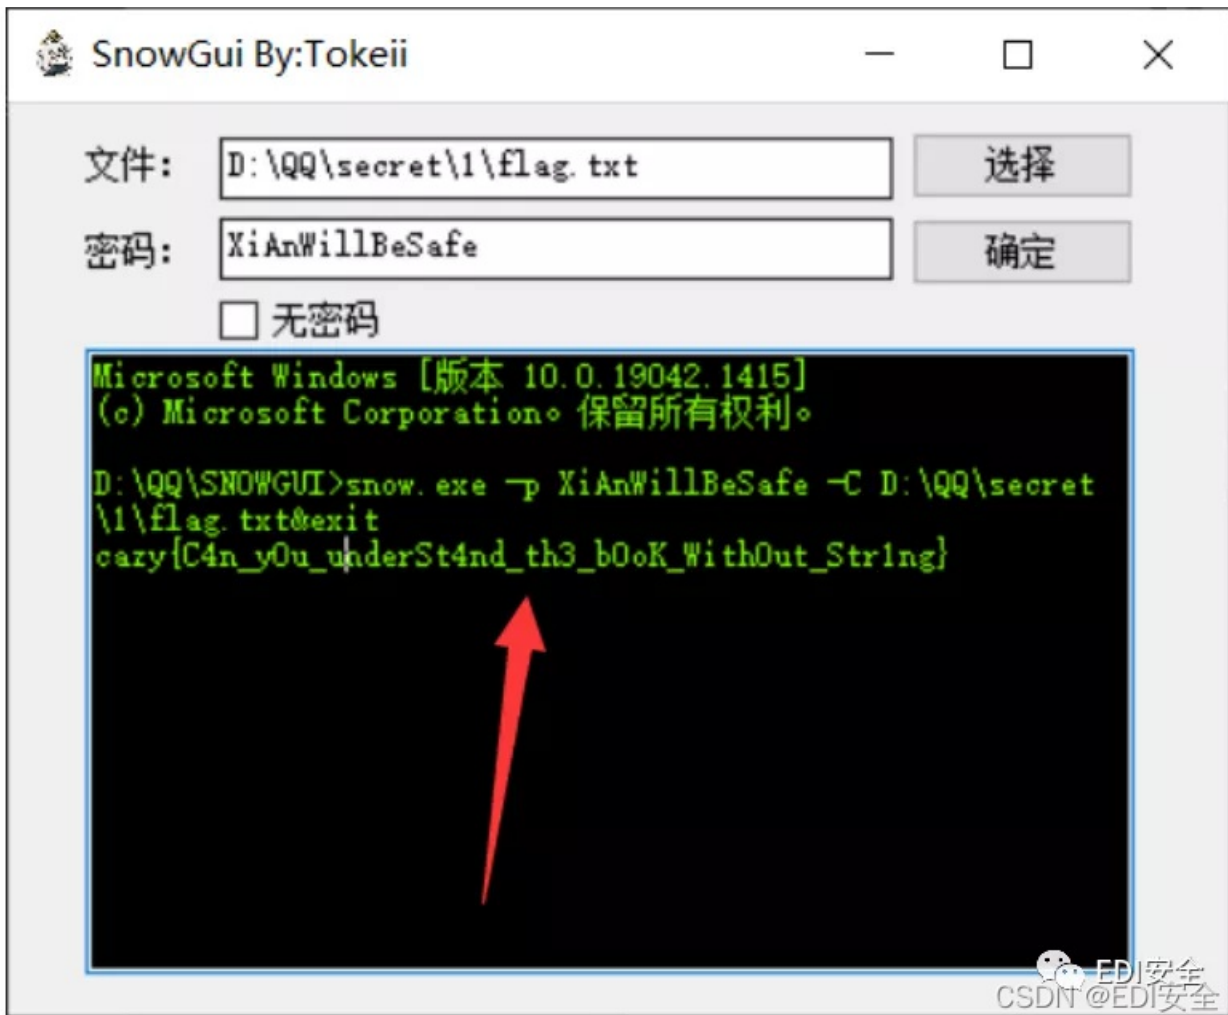 SnowGui By:Tokeii
文件：
D:\QQ\secret\1\flag.txt
选择
密码：
XiAnWillBeSafe
确定
无密码
Microsoft Windows [版本 10.0.19042.1415]
(c) Microsoft Corporation。保留所有权利。
D:\QQ\SNOWGUI>snow.exe -p XiAnWillBeSafe -C D:\QQ\secret
\1\flag.txt&exit
cazy{C4n_y0u_underSt4nd_th3_b0oK_With0ut_Str1ng}
EDI安全
CSDN @EDI安全